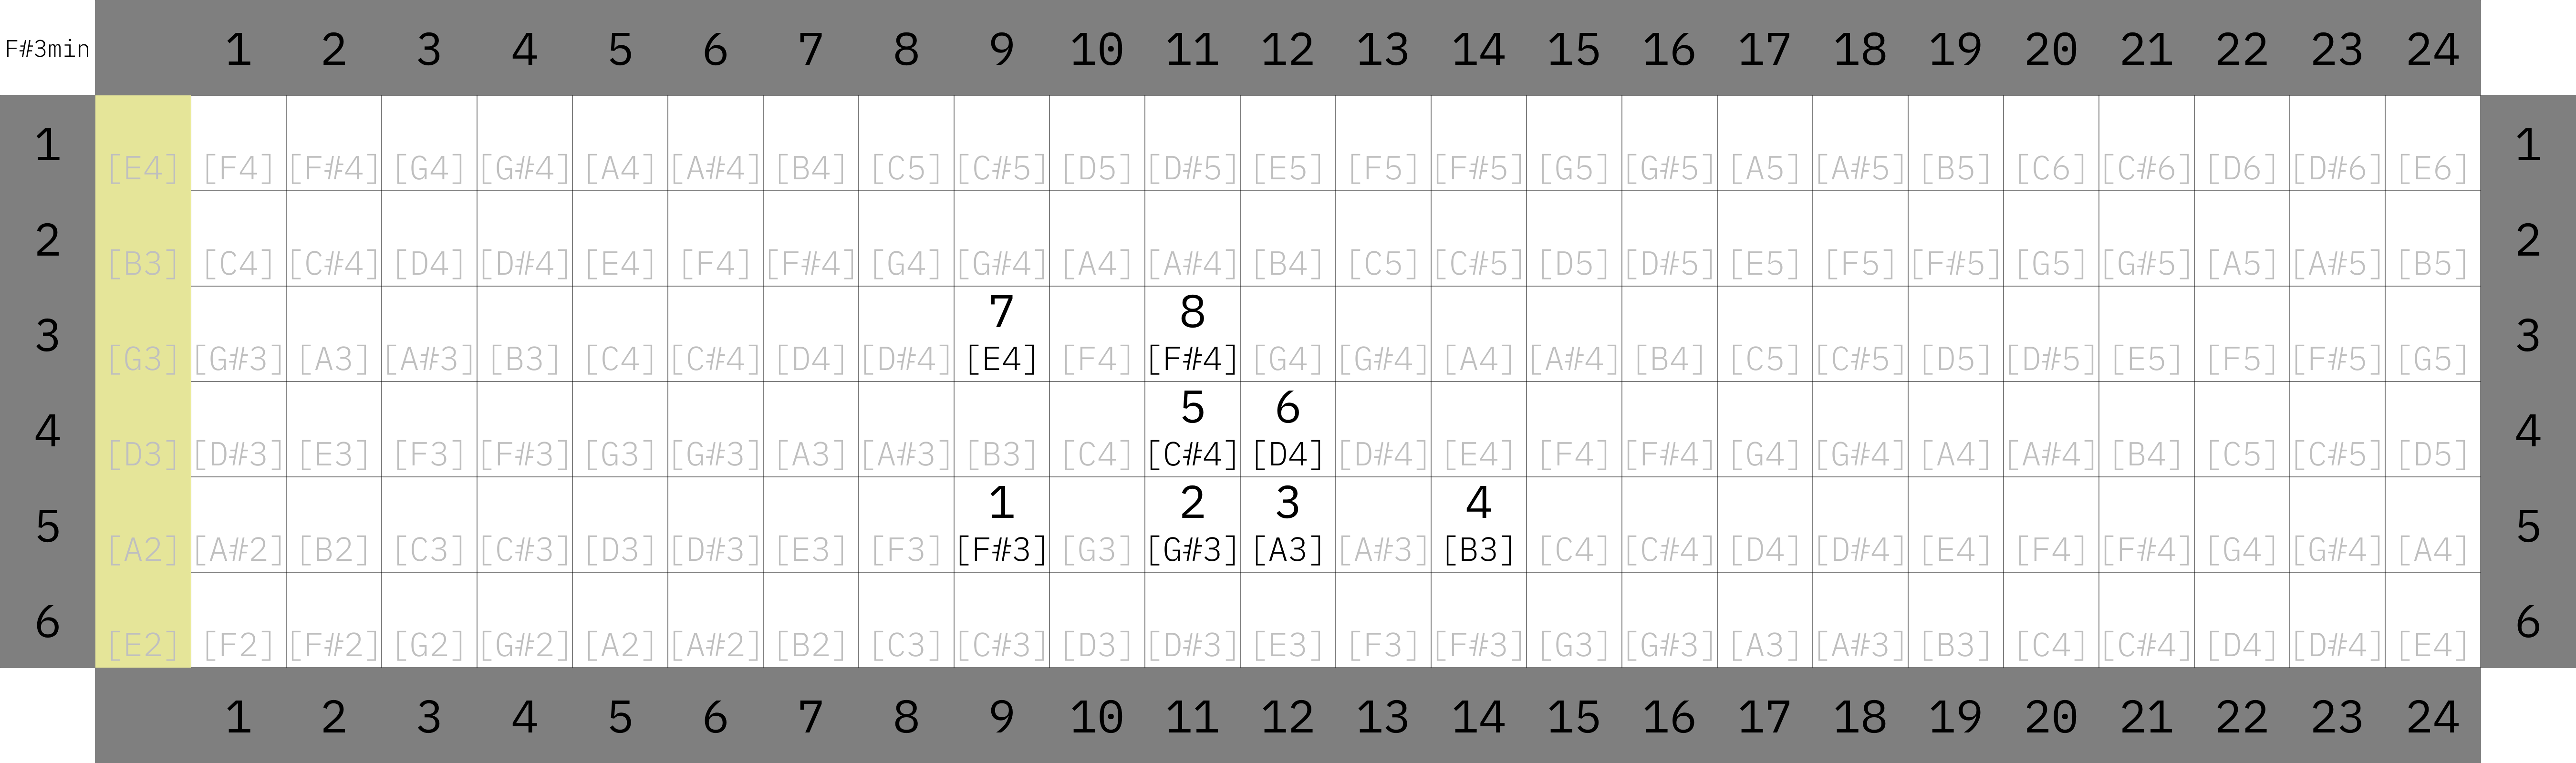 F#3min 1 2 3 4 5 6 7 8 9 10 11 12 13 14 15 16 17 18 19 20 21 22 23 24
1 [E4] [F4] [F#4] [G4] [G#4] [A4] [A#4] [B4] [C5] [C#5] [D5] [D#5] [E5] [F5] [F#5] [G5] [G#5] [A5] [A#5] [B5] [C6] [C#6] [D6] [D#6] [E6] 1
2 [B3] [C4] [C#4] [D4] [D#4] [E4] [F4] [F#4] [G4] [G#4] [A4] [A#4] [B4] [C5] [C#5] [D5] [D#5] [E5] [F5] [F#5] [G5] [G#5] [A5] [A#5] [B5] 2
7 8
3 [G3] [G#3] [A3] [A#3] [B3] [C4] [C#4] [D4] [D#4] [E4] [F4] [F#4] [G4] [G#4] [A4] [A#4] [B4] [C5] [C#5] [D5] [D#5] [E5] [F5] [F#5] [G5] 3
5 6
4 [D3] [D#3] [E3] [F3] [F#3] [G3] [G#3] [A3] [A#3] [B3] [C4] [C#4] [D4] [D#4] [E4] [F4] [F#4] [G4] [G#4] [A4] [A#4] [B4] [C5] [C#5] [D5] 4
1 2 3 4
5 [A2] [A#2] [B2] [C3] [C#3] [D3] [D#3] [E3] [F3] [F#3] [G3] [G#3] [A3] [A#3] [B3] [C4] [C#4] [D4] [D#4] [E4] [F4] [F#4] [G4] [G#4] [A4] 5
6 [E2] [F2] [F#2] [G2] [G#2] [A2] [A#2] [B2] [C3] [C#3] [D3] [D#3] [E3] [F3] [F#3] [G3] [G#3] [A3] [A#3] [B3] [C4] [C#4] [D4] [D#4] [E4] 6
1 2 3 4 5 6 7 8 9 10 11 12 13 14 15 16 17 18 19 20 21 22 23 24